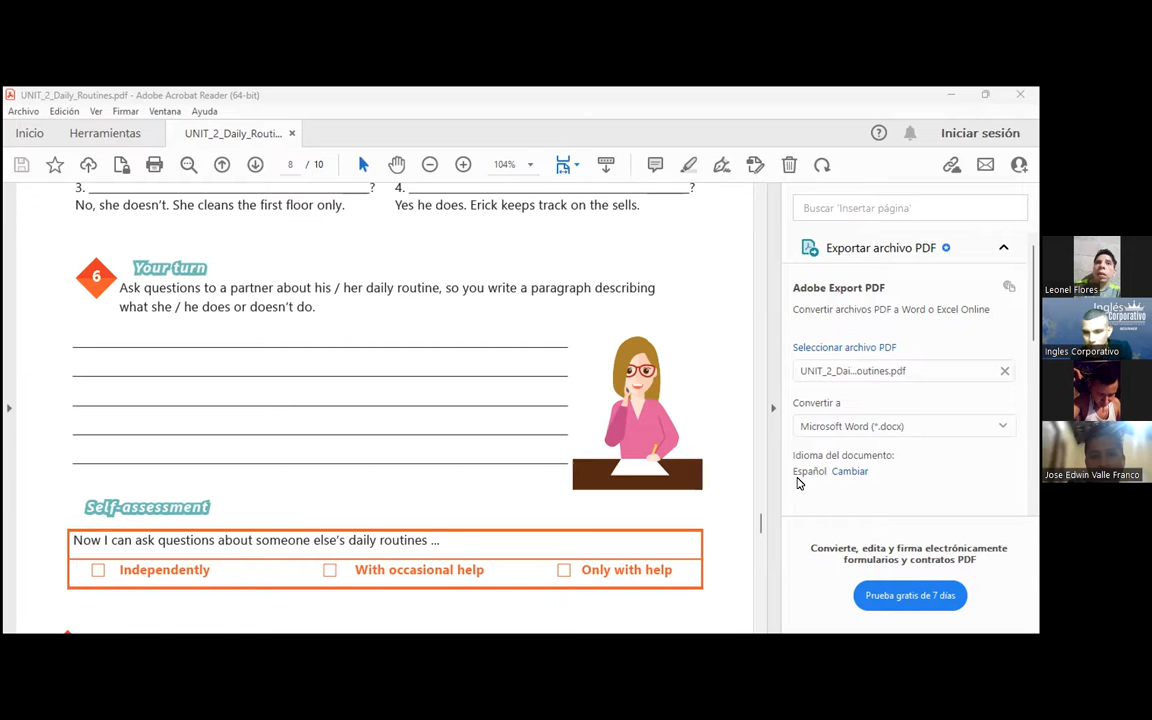 UNIT_2_Daily_Routines.pdf - Adobe Acrobat Reader (64-bit)
Archivo Edición Ver Firmar Ventana Ayuda
Inicio Herramientas UNIT_2_Daily_Routi... × Iniciar sesión
8 / 10 104%
3. ______________________________? 4. ______________________________?
No, she doesn't. She cleans the first floor only. Yes he does. Erick keeps track on the sells.
6 Your turn
Ask questions to a partner about his / her daily routine, so you write a paragraph describing
what she / he does or doesn't do.
Self-assessment
Now I can ask questions about someone else's daily routines ...
Independently With occasional help Only with help
Buscar 'Insertar página'
Exportar archivo PDF
Adobe Export PDF
Convertir archivos PDF a Word o Excel Online
Seleccionar archivo PDF
UNIT_2_Dai...outines.pdf
Convertir a
Microsoft Word (*.docx)
Idioma del documento:
Español Cambiar
Convierte, edita y firma electrónicamente
formularios y contratos PDF
Prueba gratis de 7 días
Leonel Flores
Inglés
Corporativo
BEGINNER
Ingles Corporativo
Jose Edwin Valle Franco